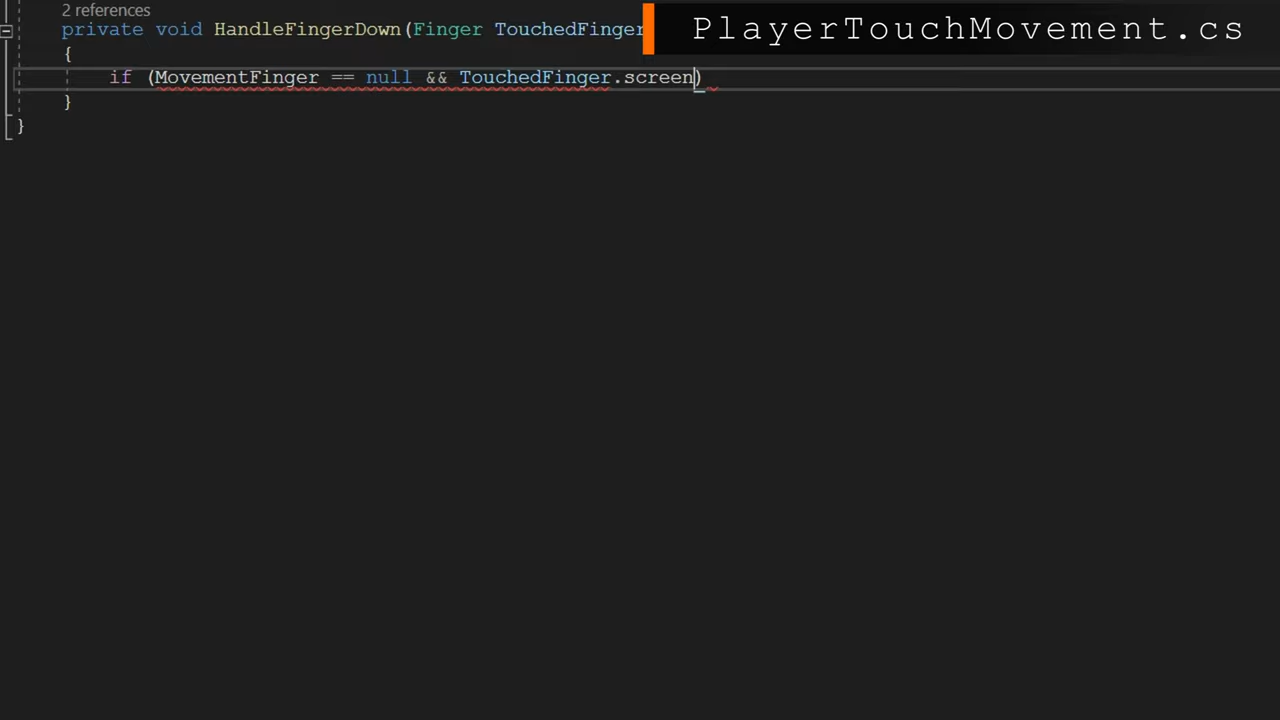 2 references
private void HandleFingerDown(Finger TouchedFinger
PlayerTouchMovement.cs
{
if (MovementFinger == null && TouchedFinger.screen)
}
}